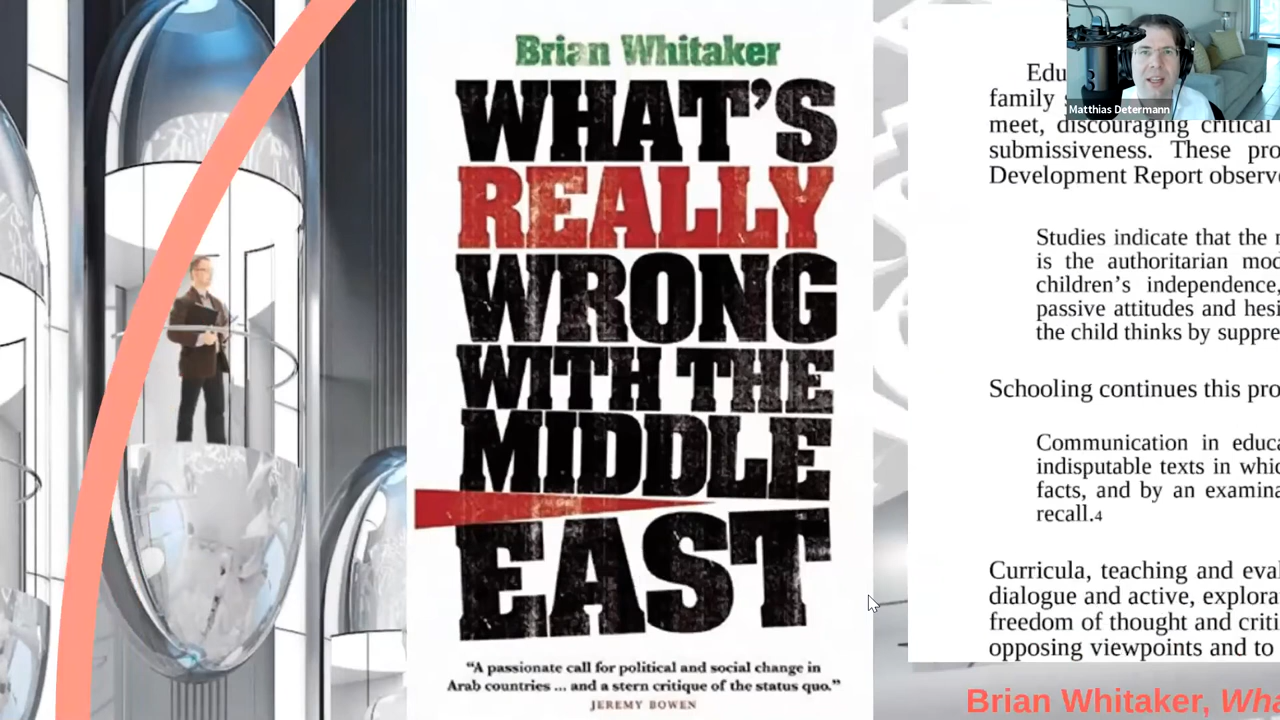 Brian Whitaker
WHAT'S
REALLY
WRONG
WITH THE
MIDDLE
EAST
“A passionate call for political and social change in
Arab countries ... and a stern critique of the status quo.”
JEREMY BOWEN
Matthias Determann
Edu
family
meet, discouraging critical
submissiveness. These pro
Development Report observe
Studies indicate that the
is the authoritarian mod
children’s independence,
passive attitudes and hesi
the child thinks by suppre
Schooling continues this pro
Communication in educa
indisputable texts in whic
facts, and by an examina
recall.4
Curricula, teaching and eval
dialogue and active, explora
freedom of thought and criti
opposing viewpoints and to
Brian Whitaker, Wha